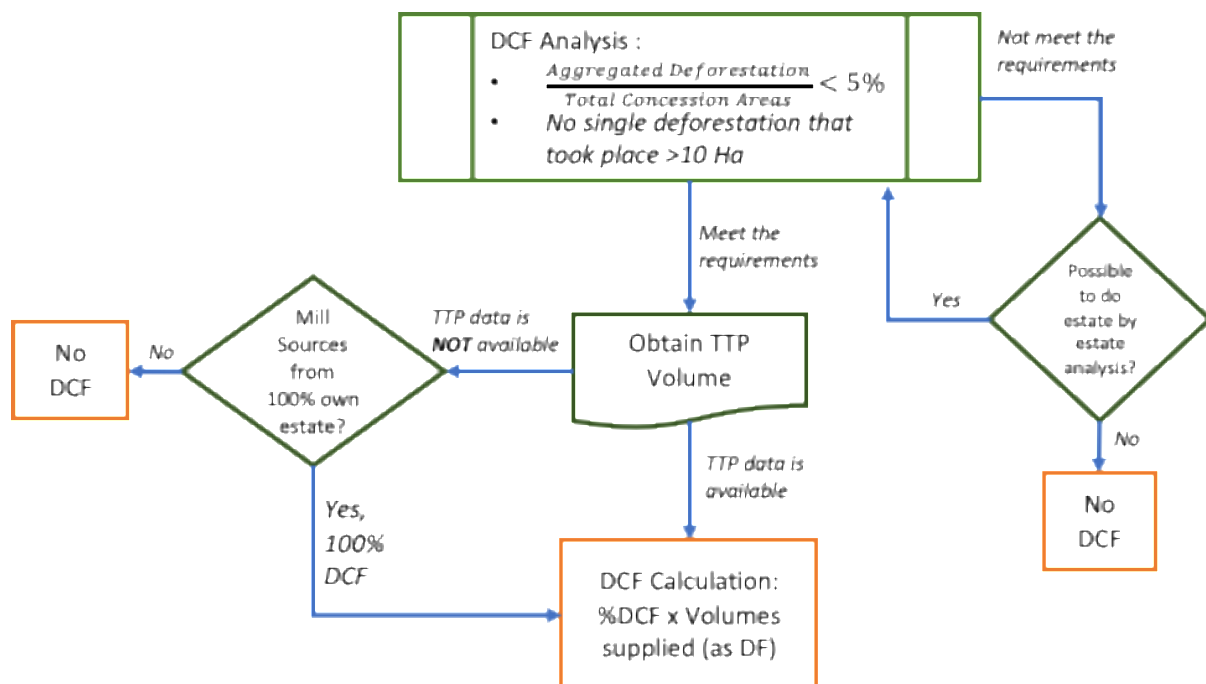 DCF Analysis :
• Aggregated Deforestation
Total Concession Areas < 5%
• No single deforestation that
took place >10 Ha
Not meet the
requirements
Meet the
requirements
Possible
to do
estate by
estate
analysis?
Yes
No
No
DCF
Obtain TTP
Volume
TTP data is
NOT available
Mill
Sources
from
100% own
estate?
No
No
DCF
TTP data is
available
Yes,
100%
DCF
DCF Calculation:
%DCF x Volumes
supplied (as DF)